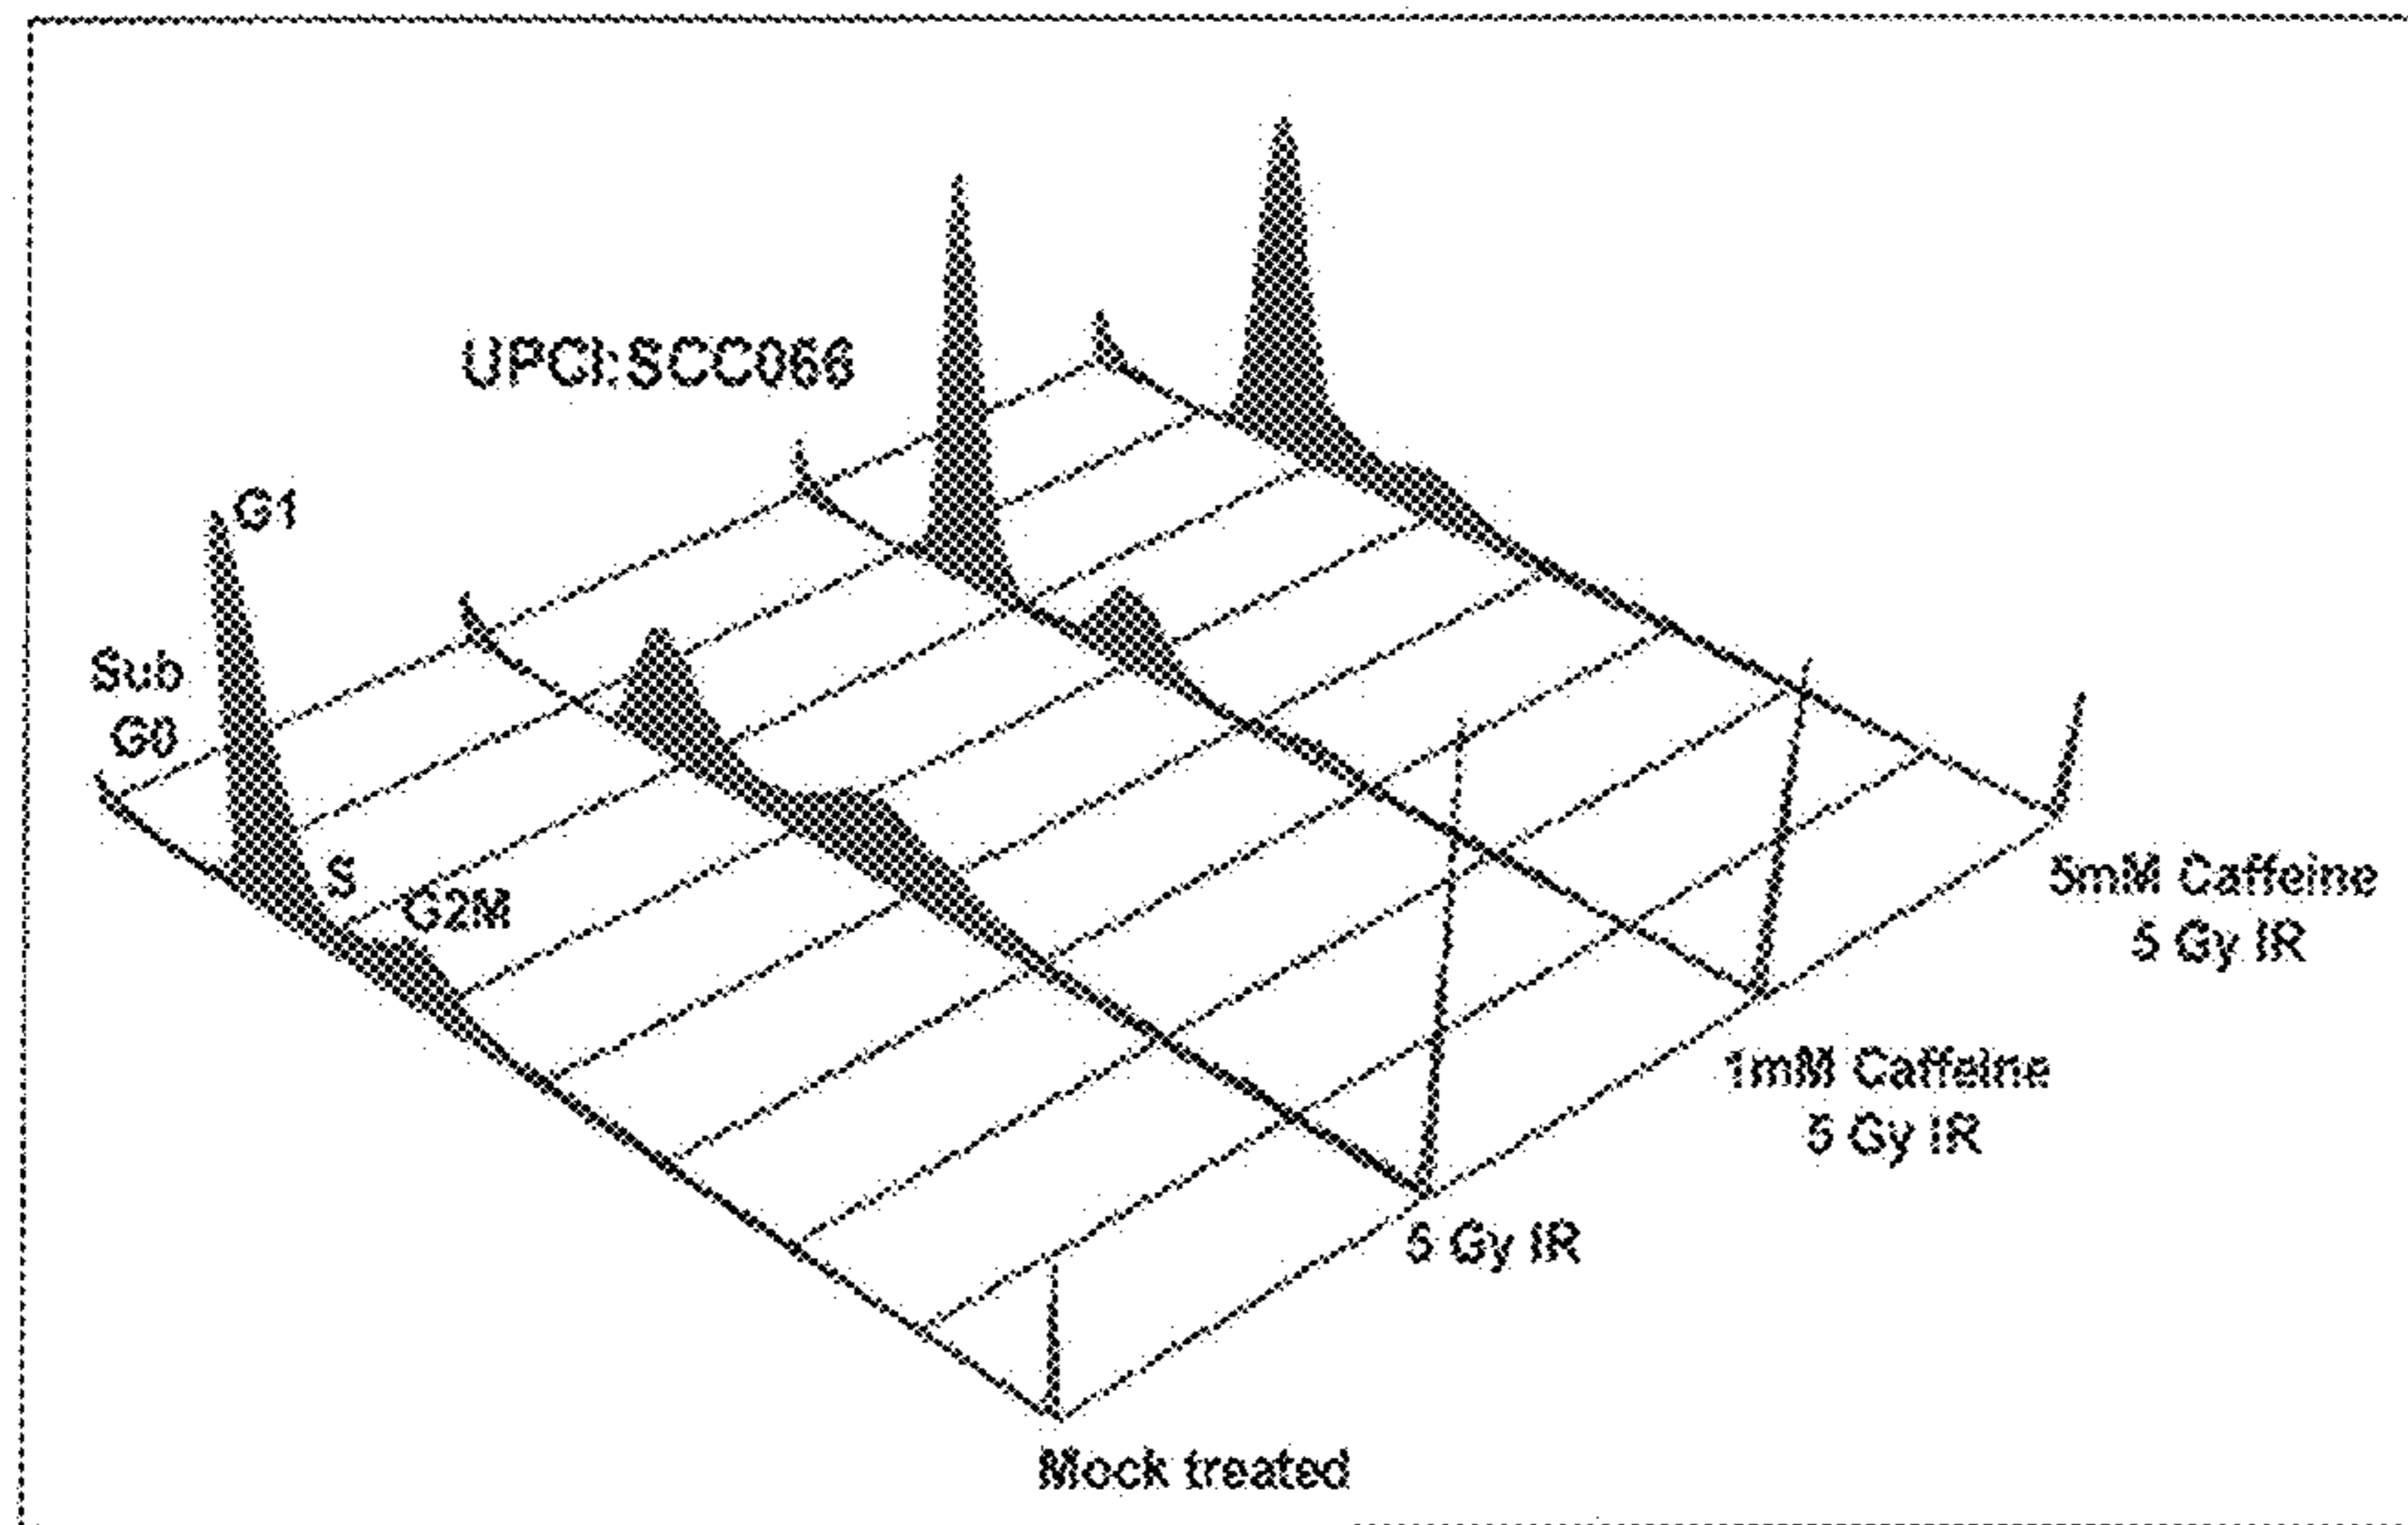 UPCI:SCC066
G1
Sub
G0
S
G2M
5mM Caffeine
5 Gy IR
1mM Caffeine
5 Gy IR
5 Gy IR
Mock treated